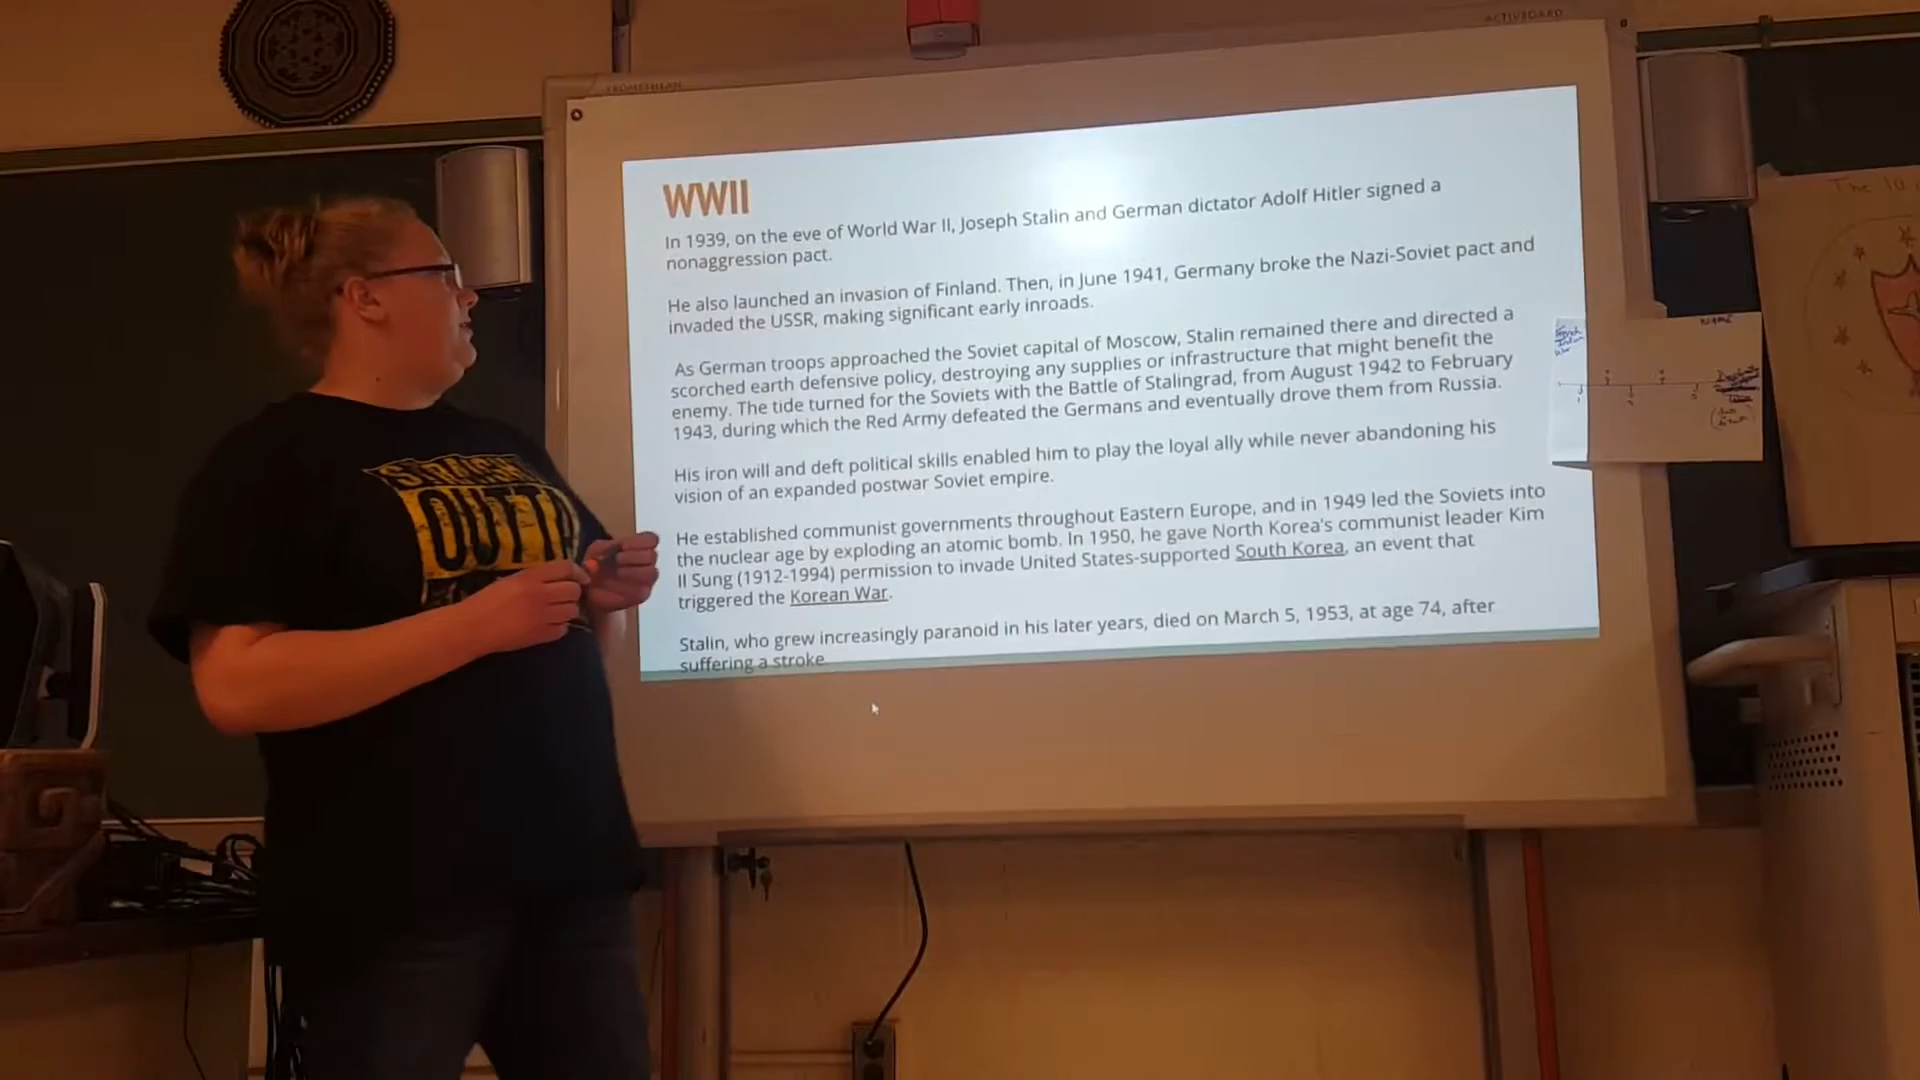 ACTIVBOARD
PROMETHEAN
WWII
In 1939, on the eve of World War II, Joseph Stalin and German dictator Adolf Hitler signed a
nonaggression pact.
He also launched an invasion of Finland. Then, in June 1941, Germany broke the Nazi-Soviet pact and
invaded the USSR, making significant early inroads.
As German troops approached the Soviet capital of Moscow, Stalin remained there and directed a
scorched earth defensive policy, destroying any supplies or infrastructure that might benefit the
enemy. The tide turned for the Soviets with the Battle of Stalingrad, from August 1942 to February
1943, during which the Red Army defeated the Germans and eventually drove them from Russia.
His iron will and deft political skills enabled him to play the loyal ally while never abandoning his
vision of an expanded postwar Soviet empire.
He established communist governments throughout Eastern Europe, and in 1949 led the Soviets into
the nuclear age by exploding an atomic bomb. In 1950, he gave North Korea's communist leader Kim
Il Sung (1912-1994) permission to invade United States-supported South Korea, an event that
triggered the Korean War.
Stalin, who grew increasingly paranoid in his later years, died on March 5, 1953, at age 74, after
suffering a stroke
OUTT
NAME
The